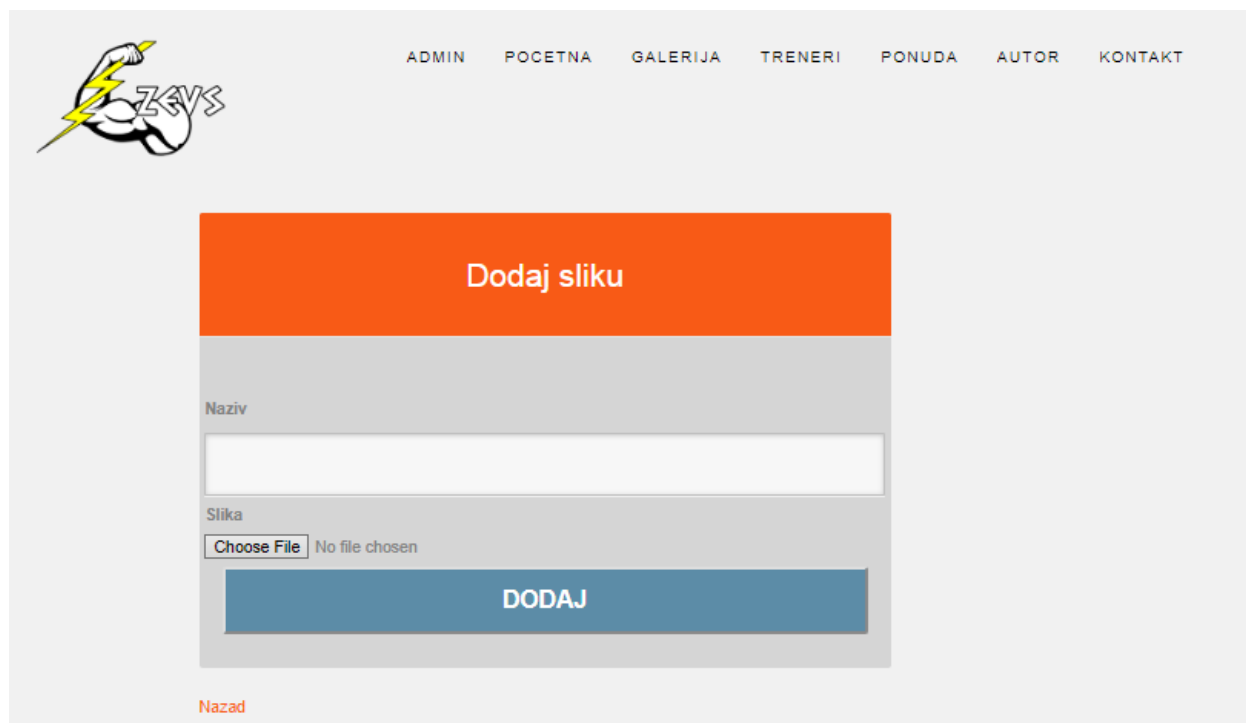 ZEVS
ADMIN POCETNA GALERIJA TRENERI PONUDA AUTOR KONTAKT
Dodaj sliku
Naziv
Slika
Choose File No file chosen
DODAJ
Nazad